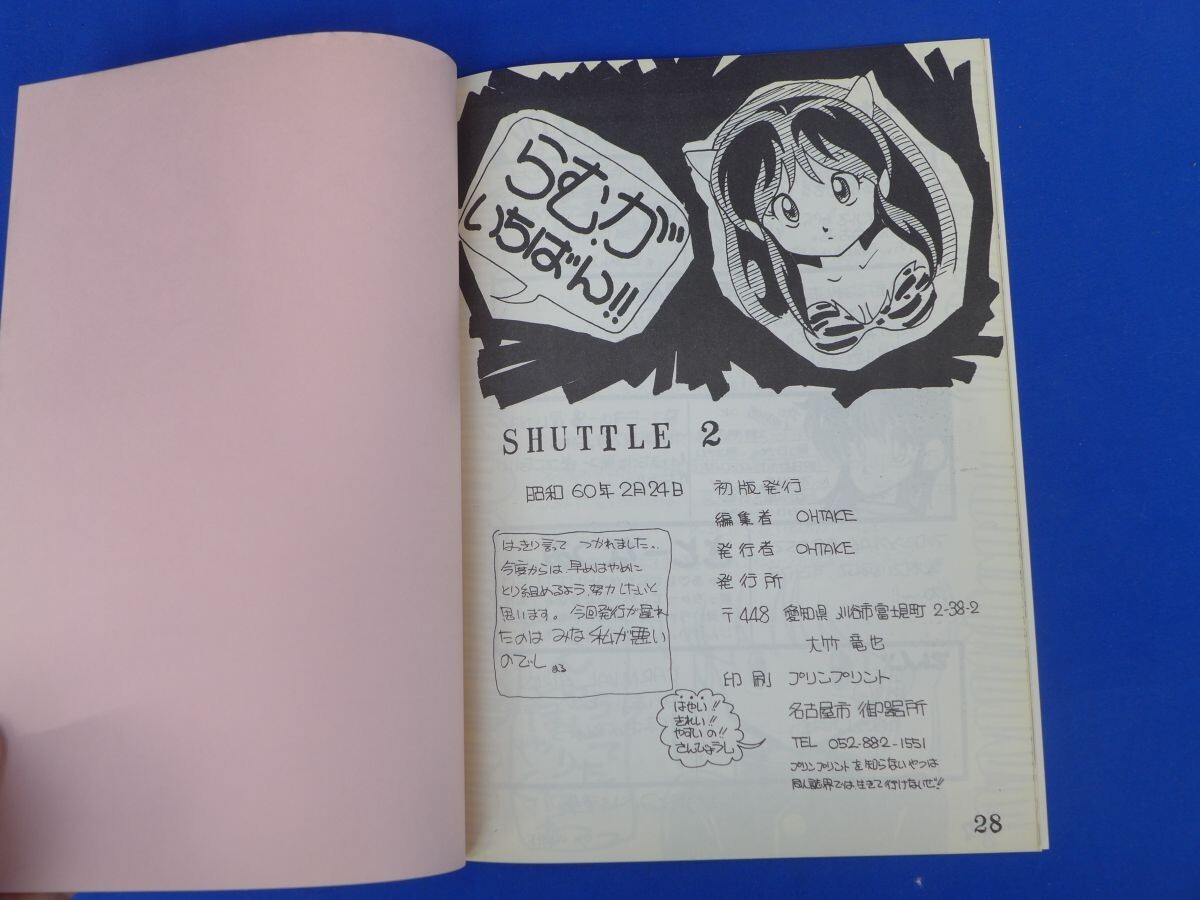 らむが
いちばん!!
SHUTTLE 2
昭和 60年 2月24日 初版発行
編集者 OHTAKE
発行者 OHTAKE
発行所
〒448 愛知県 刈谷市富士見町 2-38-2
大竹 竜也
印刷 プリンプリント
名古屋市 御器所
TEL 052-882-1551
プリンプリントを知らないやつは
同人誌界では、生きて行けないぜ!!
はっきり言って つかれました。
今度からは、早めはやめに
とり組めるよう、努力したいと
思います。今回発行が遅れ
たのは みな 私が悪い
のでし
はやい!!
きれい!!
やすいの!!
さんびょうし
28